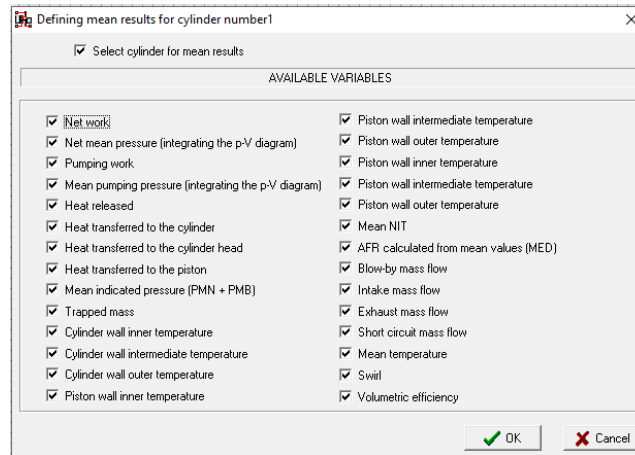 Defining mean results for cylinder number1
Select cylinder for mean results
AVAILABLE VARIABLES
Net work
Net mean pressure (integrating the p-V diagram)
Pumping work
Mean pumping pressure (integrating the p-V diagram)
Heat released
Heat transferred to the cylinder
Heat transferred to the cylinder head
Heat transferred to the piston
Mean indicated pressure (PMN + PMB)
Trapped mass
Cylinder wall inner temperature
Cylinder wall intermediate temperature
Cylinder wall outer temperature
Piston wall inner temperature
Piston wall intermediate temperature
Piston wall outer temperature
Piston wall inner temperature
Piston wall intermediate temperature
Piston wall outer temperature
Mean NIT
AFR calculated from mean values (MED)
Blow-by mass flow
Intake mass flow
Exhaust mass flow
Short circuit mass flow
Mean temperature
Swirl
Volumetric efficiency
OK
Cancel